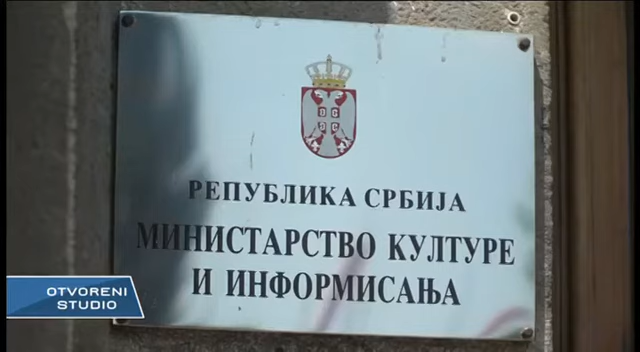 РЕПУБЛИКА СРБИЈА
МИНИСТАРСТВО КУЛТУРЕ
И ИНФОРМИСАЊА
OTVORENI
STUDIO